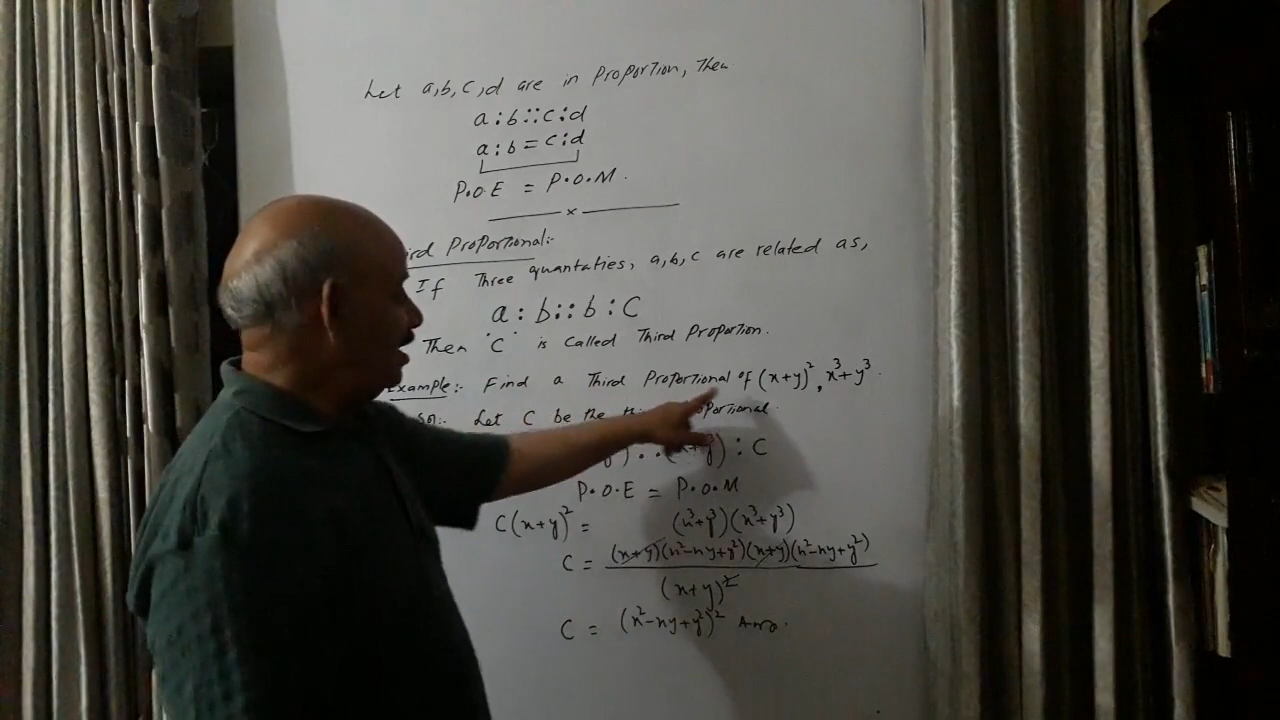 Let a,b,c,d are in Proportion, Then
a : b :: c : d
a : b = c : d
P.O.E = P.O.M.
x
ird Proportional:-
If Three quantaties, a,b,c are related as,
a : b :: b : C
Then 'C' is called Third Proportion.
Example:- Find a Third Proportional of (x+y)², x³+y³.
Let C be the
: C
P.O.E = P.O.M
C(x+y)² = (x³+y³)(x³+y³)
C = (x+y)(x²-xy+y²)(x+y)(x²-xy+y²)
(x+y)²
C = (x²-xy+y²)² Ans.